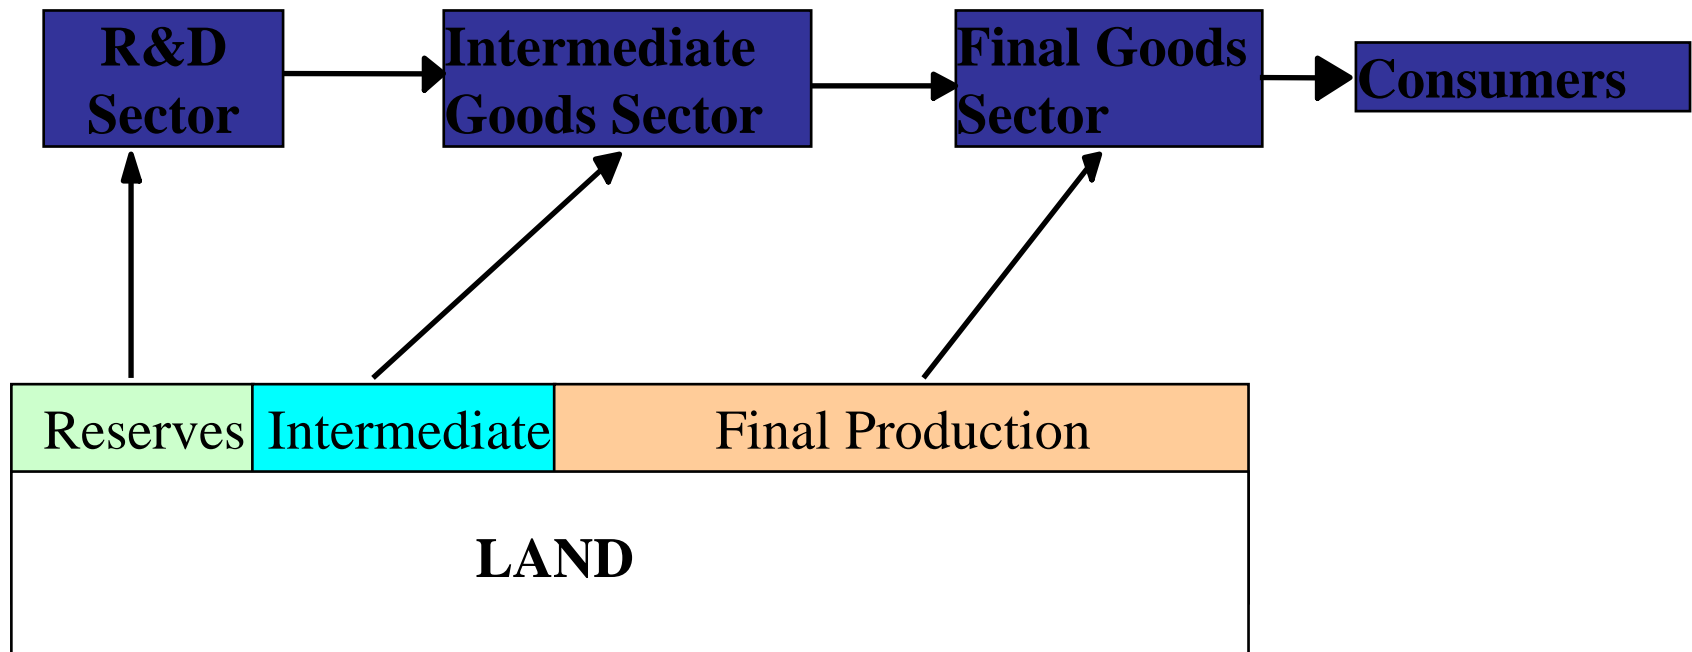 R&D
Sector
Intermediate
Goods Sector
Final Goods
Sector
Consumers
Reserves
Intermediate
Final Production
LAND